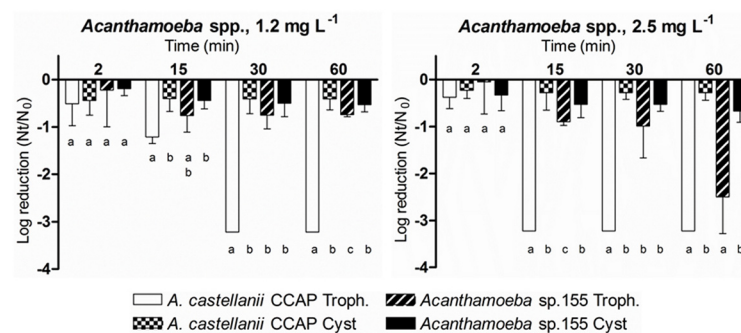 Acanthamoeba spp., 1.2 mg L-1
Time (min)
2 15 30 60
0
-1
-2
-3
-4
Log reduction (Nt/N0)
a a a a
a b a b
b
a b b b
a b c b
Acanthamoeba spp., 2.5 mg L-1
Time (min)
2 15 30 60
0
-1
-2
-3
-4
Log reduction (Nt/N0)
a a a a
a b c b
a b b b
a b a b
A. castellanii CCAP Troph.
Acanthamoeba sp.155 Troph.
A. castellanii CCAP Cyst
Acanthamoeba sp.155 Cyst